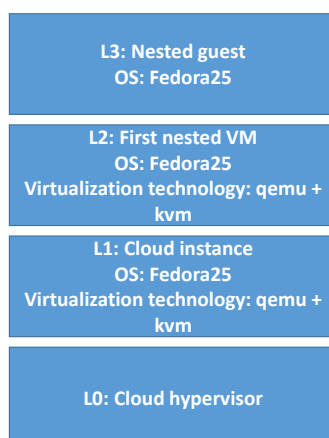 L3: Nested guest
OS: Fedora25
L2: First nested VM
OS: Fedora25
Virtualization technology: qemu +
kvm
L1: Cloud instance
OS: Fedora25
Virtualization technology: qemu +
kvm
L0: Cloud hypervisor